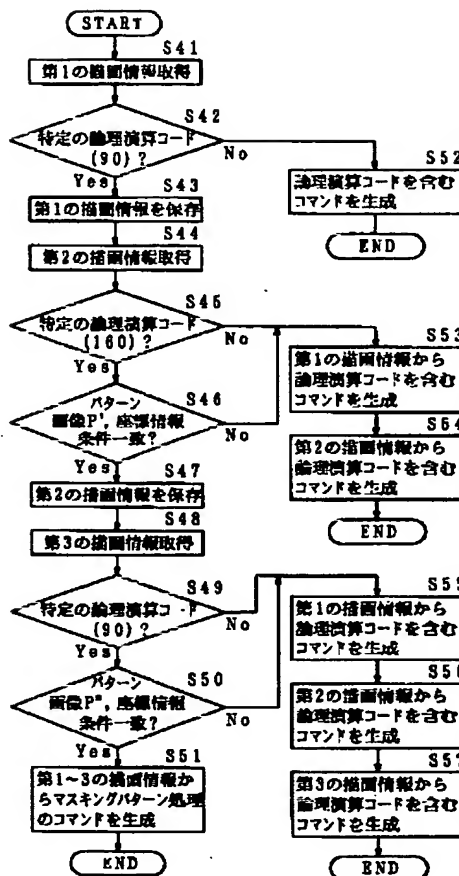 START
S41
第1の描画情報取得
S42
特定の論理演算コード
(90)?
No
Yes
S52
論理演算コードを含む
コマンドを生成
END
S43
第1の描画情報を保存
S44
第2の描画情報取得
S45
特定の論理演算コード
(160)?
No
Yes
S46
パターン
画像P', 座標情報
条件一致?
No
Yes
S53
第1の描画情報から
論理演算コードを含む
コマンドを生成
S54
第2の描画情報から
論理演算コードを含む
コマンドを生成
END
S47
第2の描画情報を保存
S48
第3の描画情報取得
S49
特定の論理演算コード
(90)?
No
Yes
S50
パターン
画像P", 座標情報
条件一致?
No
Yes
S51
第1~3の描画情報か
らマスキングパターン処理
のコマンドを生成
END
S55
第1の描画情報から
論理演算コードを含む
コマンドを生成
S56
第2の描画情報から
論理演算コードを含む
コマンドを生成
S57
第3の描画情報から
論理演算コードを含む
コマンドを生成
END